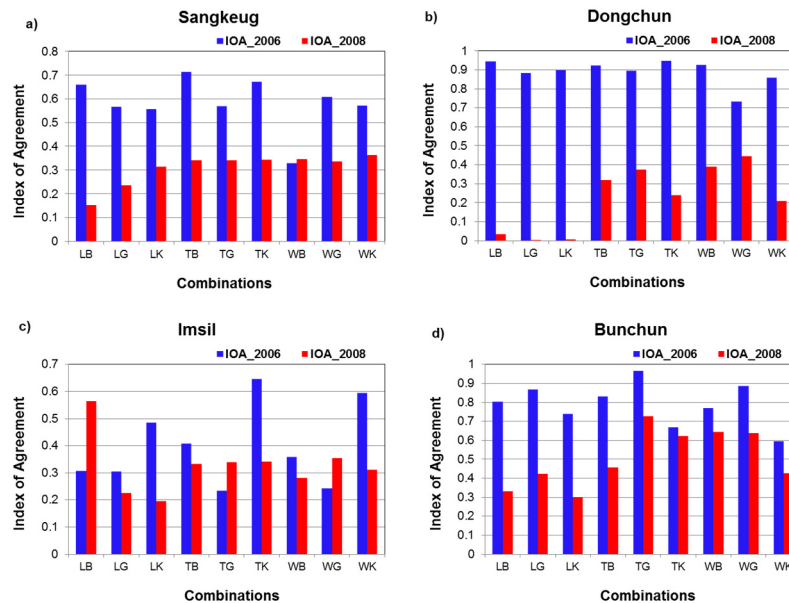 a)
Sangkeug
IOA_2006 IOA_2008
Index of Agreement
0.8
0.7
0.6
0.5
0.4
0.3
0.2
0.1
0
LB LG LK TB TG TK WB WG WK
Combinations
b)
Dongchun
IOA_2006 IOA_2008
Index of Agreement
1
0.9
0.8
0.7
0.6
0.5
0.4
0.3
0.2
0.1
0
LB LG LK TB TG TK WB WG WK
Combinations
c)
Imsil
IOA_2006 IOA_2008
Index of Agreement
0.7
0.6
0.5
0.4
0.3
0.2
0.1
0
LB LG LK TB TG TK WB WG WK
Combinations
d)
Bunchun
IOA_2006 IOA_2008
Index of Agreement
1
0.9
0.8
0.7
0.6
0.5
0.4
0.3
0.2
0.1
0
LB LG LK TB TG TK WB WG WK
Combinations